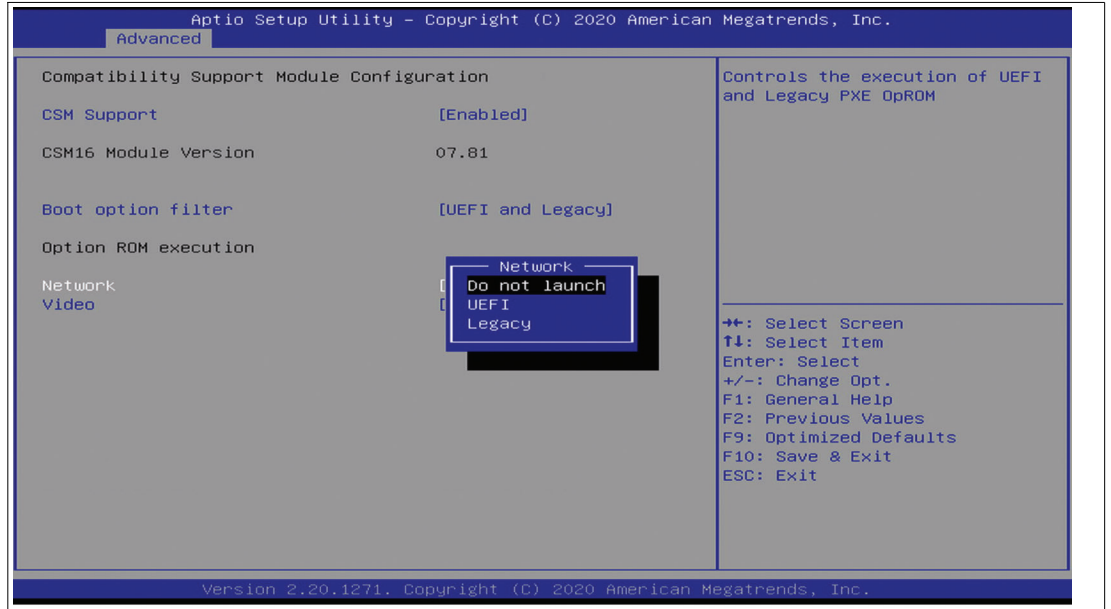 Aptio Setup Utility – Copyright (C) 2020 American Megatrends, Inc.
Advanced
Compatibility Support Module Configuration
CSM Support [Enabled]
CSM16 Module Version 07.81
Boot option filter [UEFI and Legacy]
Option ROM execution
Network [
Video [
Network
Do not launch
UEFI
Legacy
Controls the execution of UEFI
and Legacy PXE OpROM
→←: Select Screen
↑↓: Select Item
Enter: Select
+/-: Change Opt.
F1: General Help
F2: Previous Values
F9: Optimized Defaults
F10: Save & Exit
ESC: Exit
Version 2.20.1271. Copyright (C) 2020 American Megatrends, Inc.